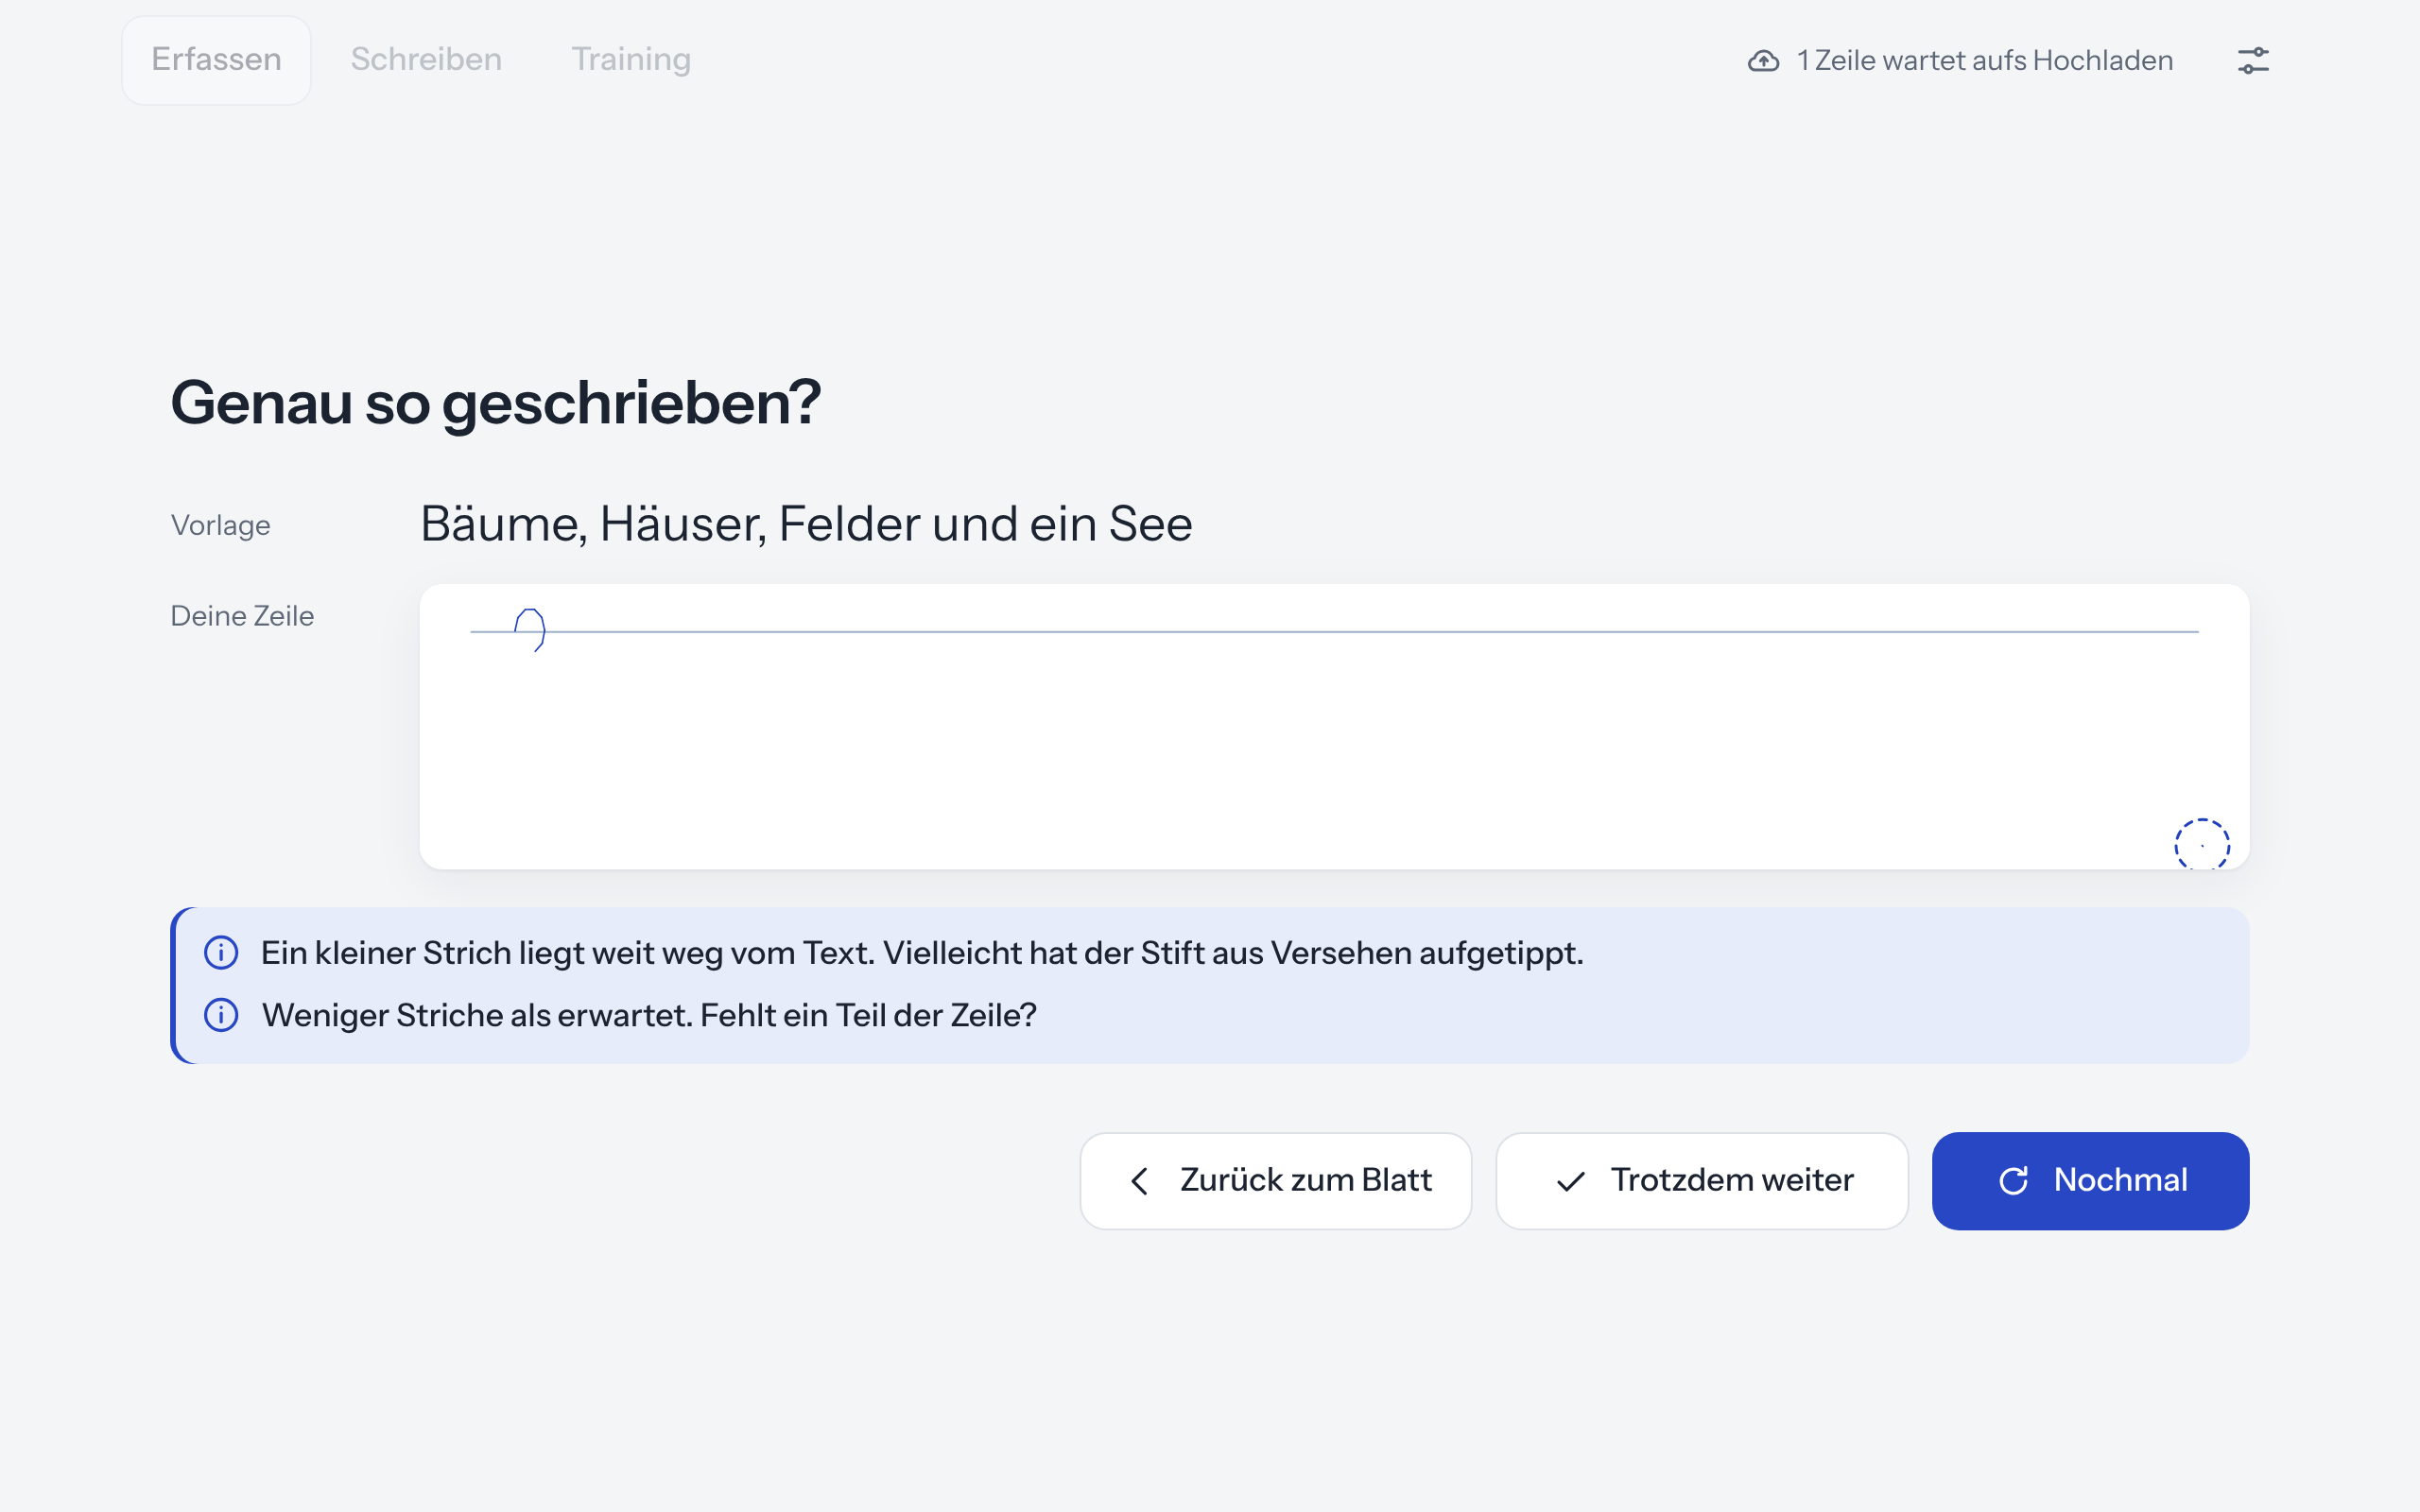 Erfassen Schreiben Training 1 Zeile wartet aufs Hochladen
Genau so geschrieben?
Vorlage Bäume, Häuser, Felder und ein See
Deine Zeile
Ein kleiner Strich liegt weit weg vom Text. Vielleicht hat der Stift aus Versehen aufgetippt.
Weniger Striche als erwartet. Fehlt ein Teil der Zeile?
Zurück zum Blatt Trotzdem weiter Nochmal